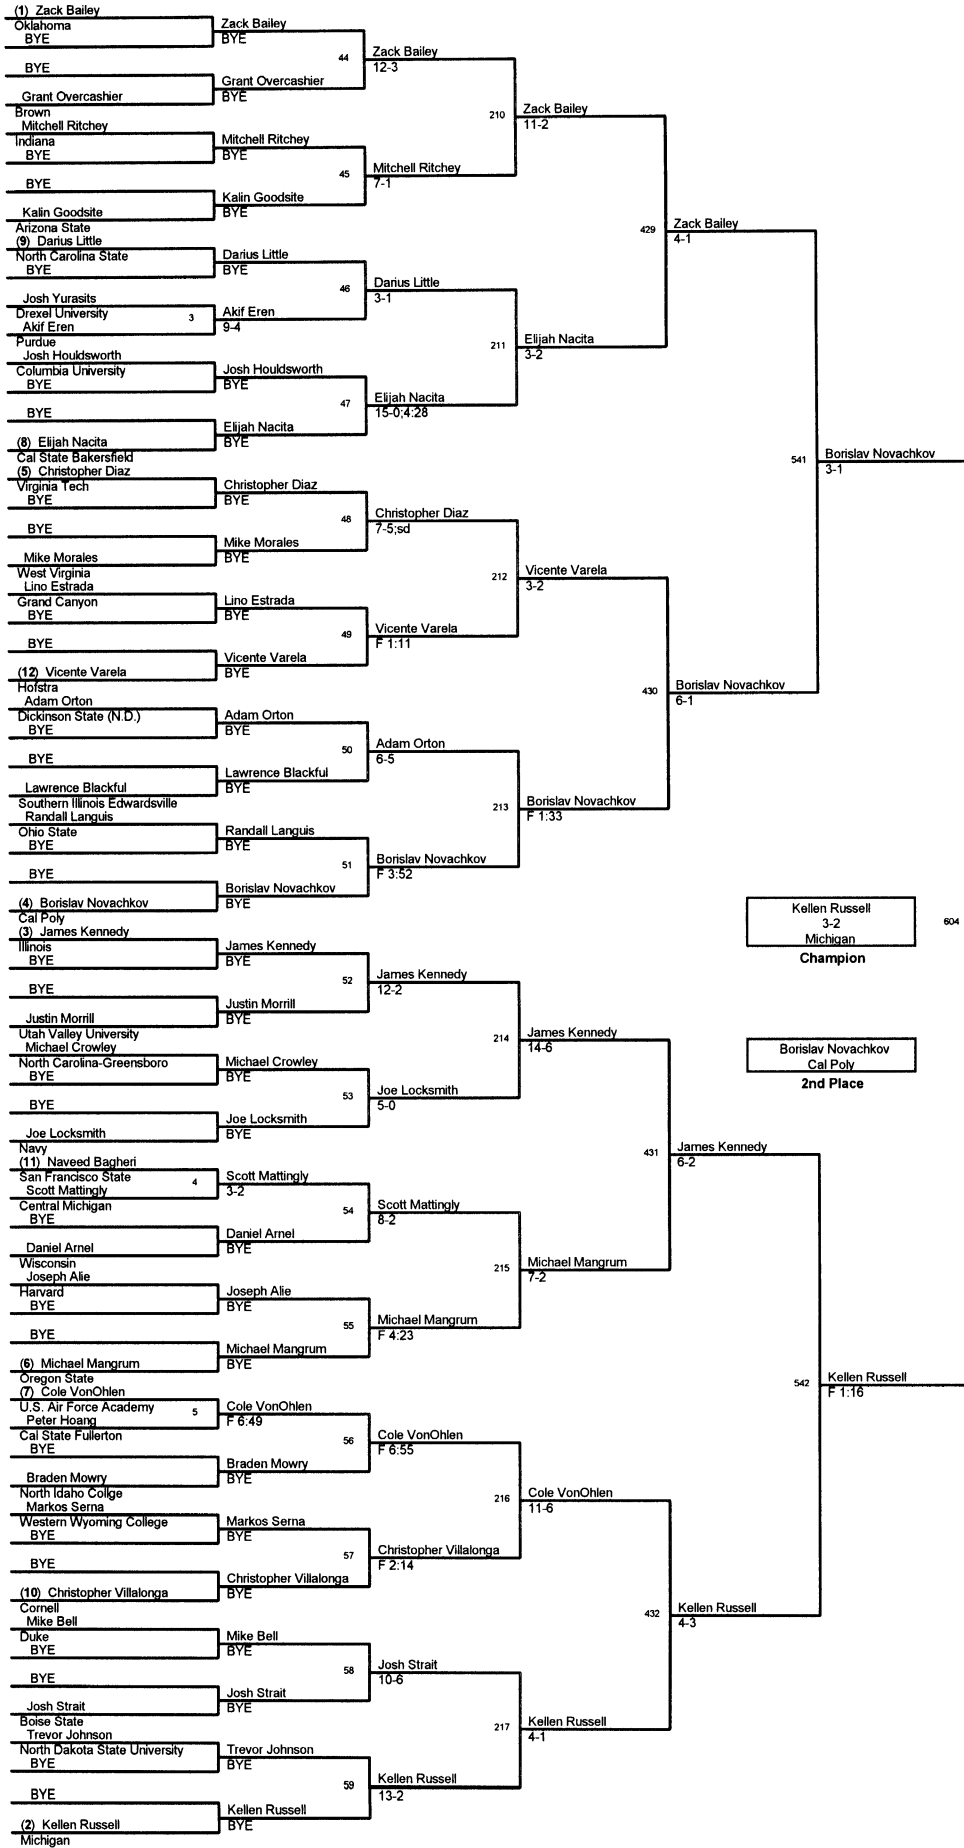 (1) Zack Bailey
Oklahoma
BYE
BYE
Grant Overcashier
Brown
Mitchell Ritchey
Indiana
BYE
BYE
Kalin Goodsite
Arizona State
(9) Darius Little
North Carolina State
BYE
Josh Yurasits
Drexel University
3
Akif Eren
Purdue
Josh Houldsworth
Columbia University
BYE
BYE
(8) Elijah Nacita
Cal State Bakersfield
(5) Christopher Diaz
Virginia Tech
BYE
BYE
Mike Morales
West Virginia
Lino Estrada
Grand Canyon
BYE
BYE
(12) Vicente Varela
Hofstra
Adam Orton
Dickinson State (N.D.)
BYE
BYE
Lawrence Blackful
Southern Illinois Edwardsville
Randall Languis
Ohio State
BYE
BYE
(4) Borislav Novachkov
Cal Poly
(3) James Kennedy
Illinois
BYE
BYE
Justin Morrill
Utah Valley University
Michael Crowley
North Carolina-Greensboro
BYE
BYE
Joe Locksmith
Navy
(11) Naveed Bagheri
San Francisco State
4
Scott Mattingly
Central Michigan
BYE
Daniel Arnel
Wisconsin
Joseph Alie
Harvard
BYE
BYE
(6) Michael Mangrum
Oregon State
(7) Cole VonOhlen
U.S. Air Force Academy
5
Peter Hoang
Cal State Fullerton
BYE
Braden Mowry
North Idaho Collge
Markos Serna
Western Wyoming College
BYE
BYE
(10) Christopher Villalonga
Cornell
Mike Bell
Duke
BYE
BYE
Josh Strait
Boise State
Trevor Johnson
North Dakota State University
BYE
BYE
(2) Kellen Russell
Michigan
Zack Bailey
BYE
44
Grant Overcashier
BYE
Mitchell Ritchey
BYE
45
Kalin Goodsite
BYE
Darius Little
BYE
46
Akif Eren
9-4
Josh Houldsworth
BYE
47
Elijah Nacita
BYE
Christopher Diaz
BYE
48
Mike Morales
BYE
Lino Estrada
BYE
49
Vicente Varela
BYE
Adam Orton
BYE
50
Lawrence Blackful
BYE
Randall Languis
BYE
51
Borislav Novachkov
BYE
James Kennedy
BYE
52
Justin Morrill
BYE
Michael Crowley
BYE
53
Joe Locksmith
BYE
Scott Mattingly
3-2
54
Daniel Arnel
BYE
Joseph Alie
BYE
55
Michael Mangrum
BYE
Cole VonOhlen
F 6:49
56
Braden Mowry
BYE
Markos Serna
BYE
57
Christopher Villalonga
BYE
Mike Bell
BYE
58
Josh Strait
BYE
Trevor Johnson
BYE
59
Kellen Russell
BYE
Zack Bailey
12-3
210
Mitchell Ritchey
7-1
Darius Little
3-1
211
Elijah Nacita
15-0;4:28
Christopher Diaz
7-5;sd
212
Vicente Varela
F 1:11
Adam Orton
6-5
213
Borislav Novachkov
F 3:52
James Kennedy
12-2
214
Joe Locksmith
5-0
Scott Mattingly
8-2
215
Michael Mangrum
F 4:23
Cole VonOhlen
F 6:55
216
Christopher Villalonga
F 2:14
Josh Strait
10-6
217
Kellen Russell
13-2
Zack Bailey
11-2
429
Elijah Nacita
3-2
Vicente Varela
3-2
430
Borislav Novachkov
F 1:33
James Kennedy
14-6
431
Michael Mangrum
7-2
Cole VonOhlen
11-6
432
Kellen Russell
4-1
Zack Bailey
4-1
541
Borislav Novachkov
6-1
James Kennedy
6-2
542
Kellen Russell
4-3
Borislav Novachkov
3-1
Kellen Russell
F 1:16
Kellen Russell
3-2
Michigan
Champion
604
Borislav Novachkov
Cal Poly
2nd Place